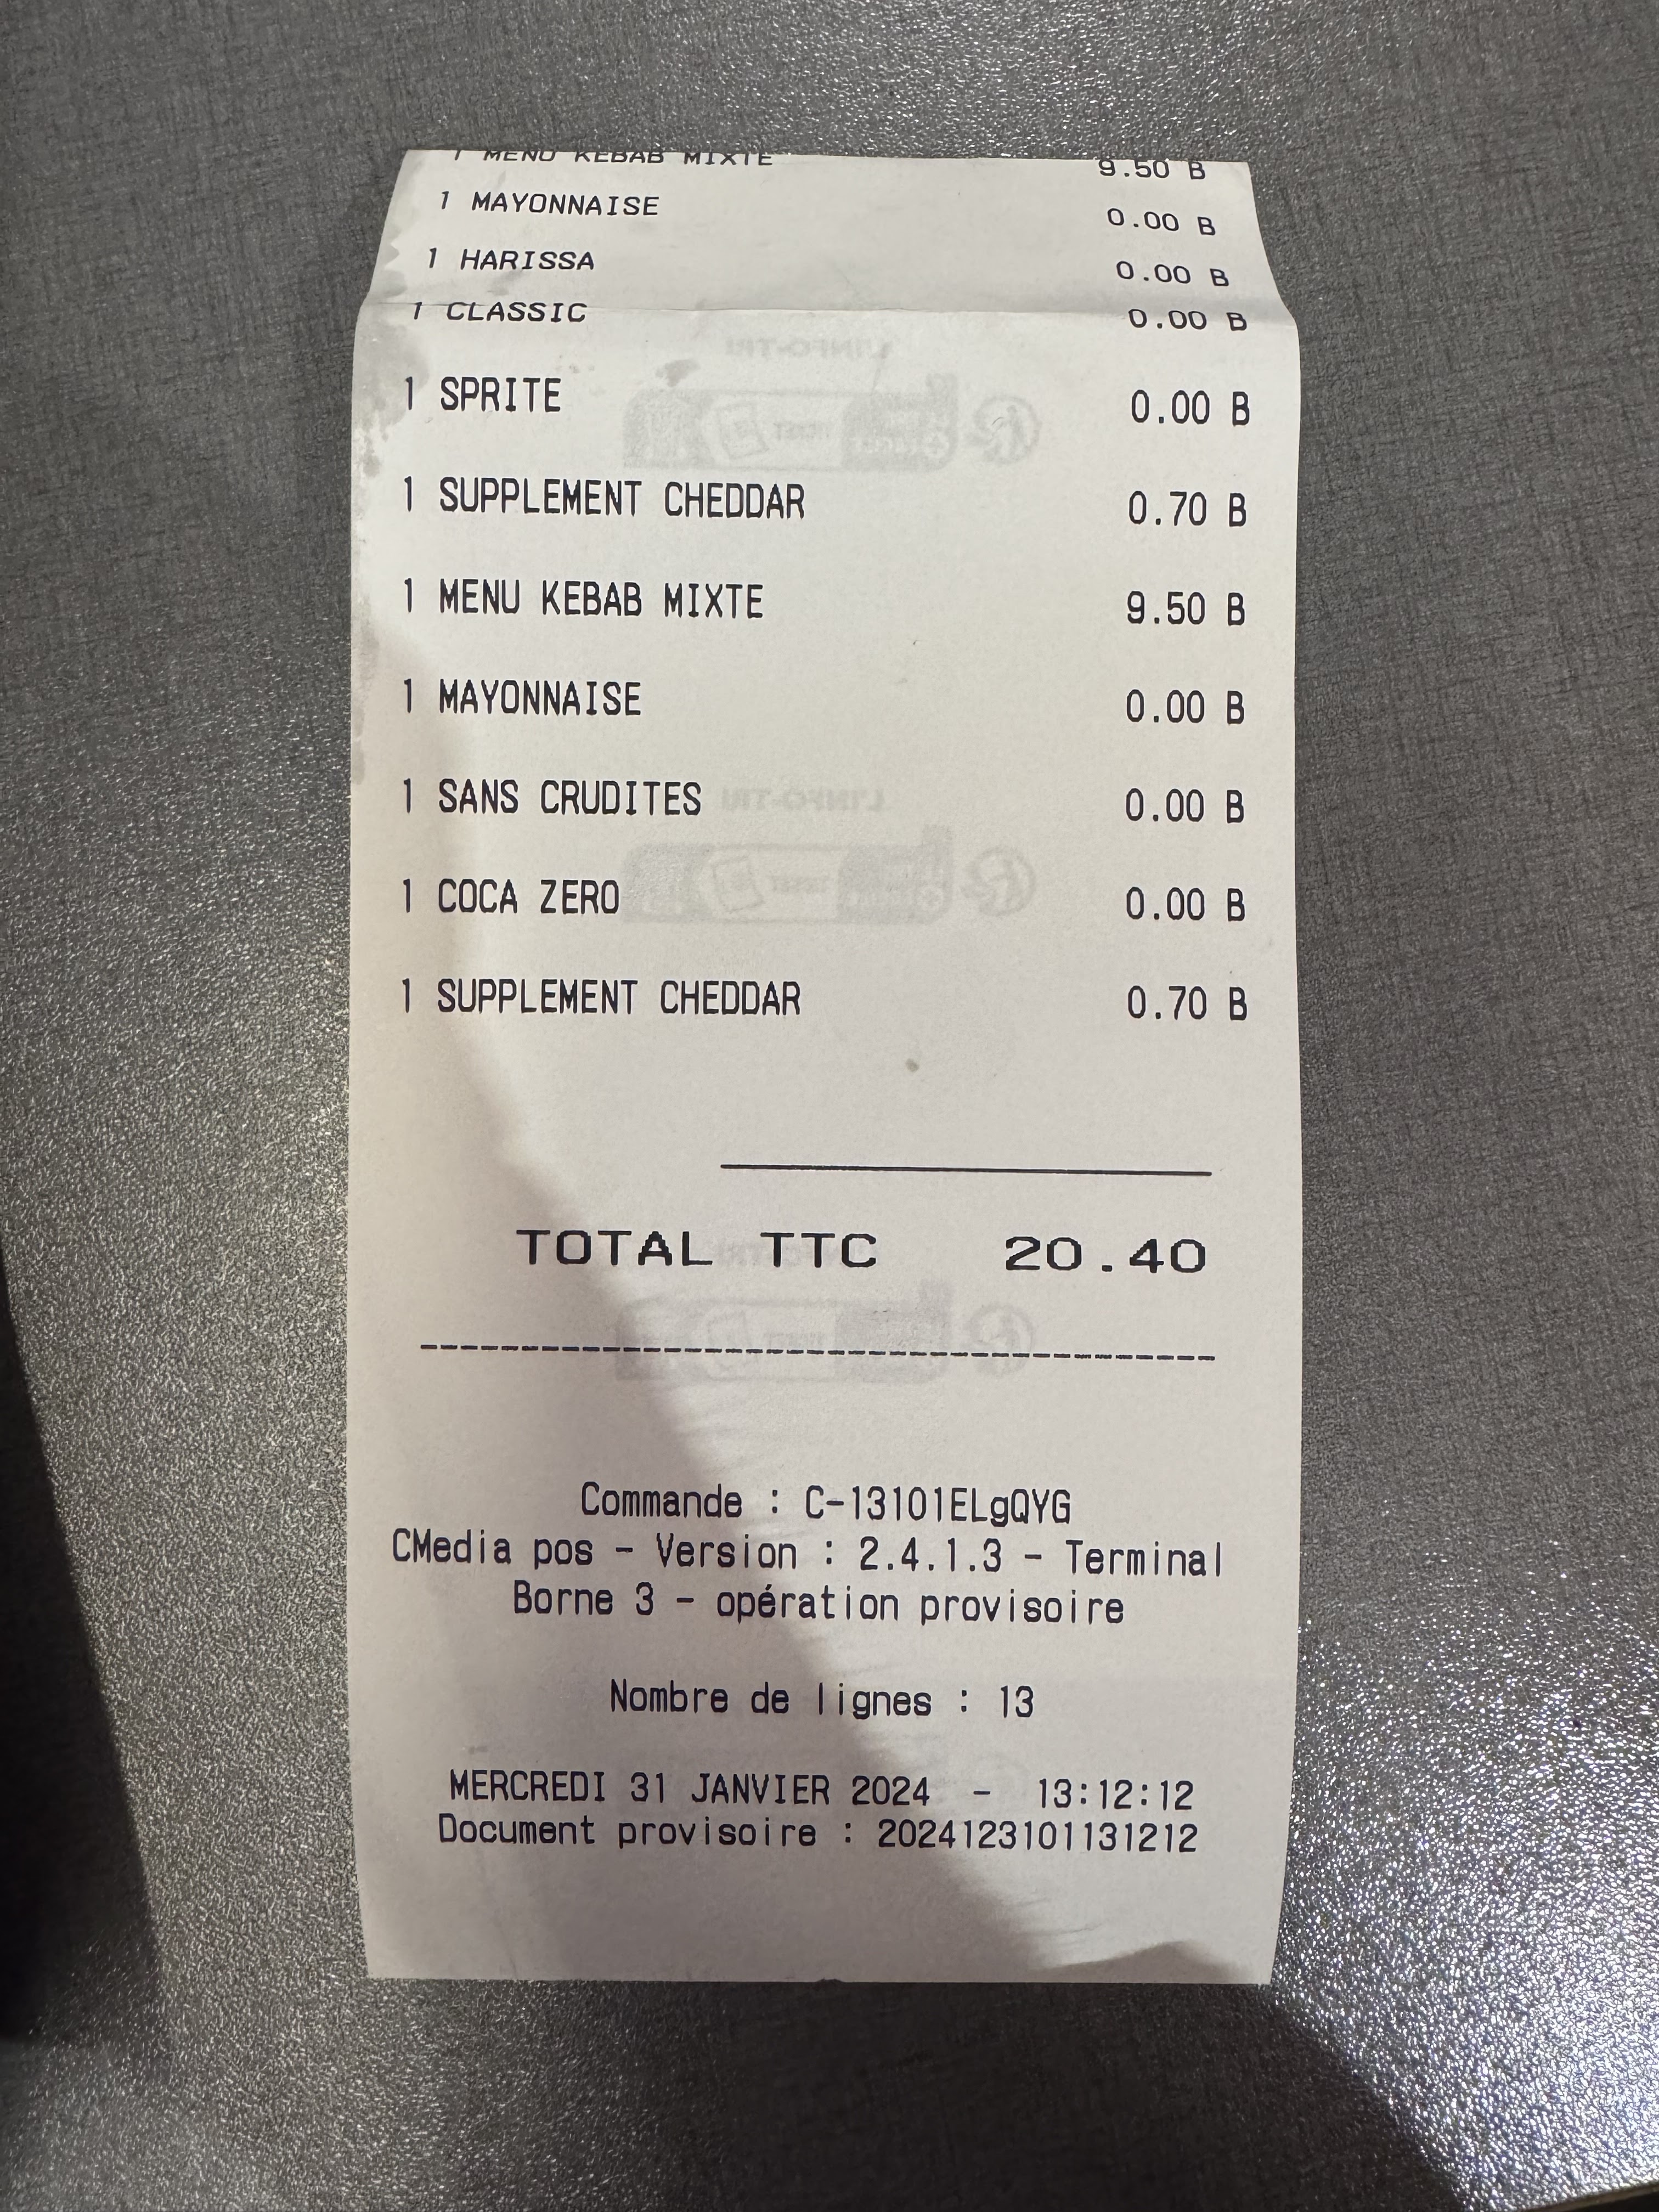 1 MENU KEBAB MIXTE 9.50 B
1 MAYONNAISE 0.00 B
1 HARISSA 0.00 B
1 CLASSIC 0.00 B
1 SPRITE 0.00 B
1 SUPPLEMENT CHEDDAR 0.70 B
1 MENU KEBAB MIXTE 9.50 B
1 MAYONNAISE 0.00 B
1 SANS CRUDITES 0.00 B
1 COCA ZERO 0.00 B
1 SUPPLEMENT CHEDDAR 0.70 B
TOTAL TTC 20.40
Commande : C-13101ELgQYG
CMedia pos - Version : 2.4.1.3 - Terminal
Borne 3 - opération provisoire
Nombre de lignes : 13
MERCREDI 31 JANVIER 2024 - 13:12:12
Document provisoire : 2024123101131212